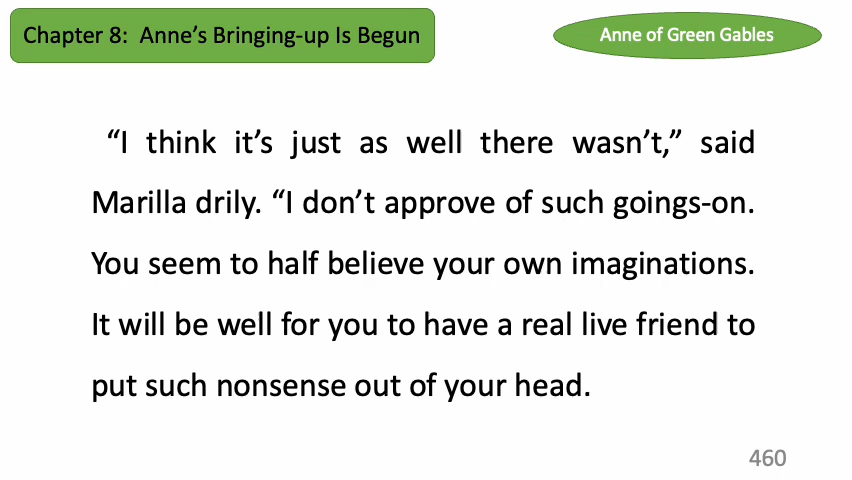 Chapter 8:  Anne’s Bringing-up Is Begun
Anne of Green Gables
“I think it’s just as well there wasn’t,” said
Marilla drily. “I don’t approve of such goings-on.
You seem to half believe your own imaginations.
It will be well for you to have a real live friend to
put such nonsense out of your head.
460